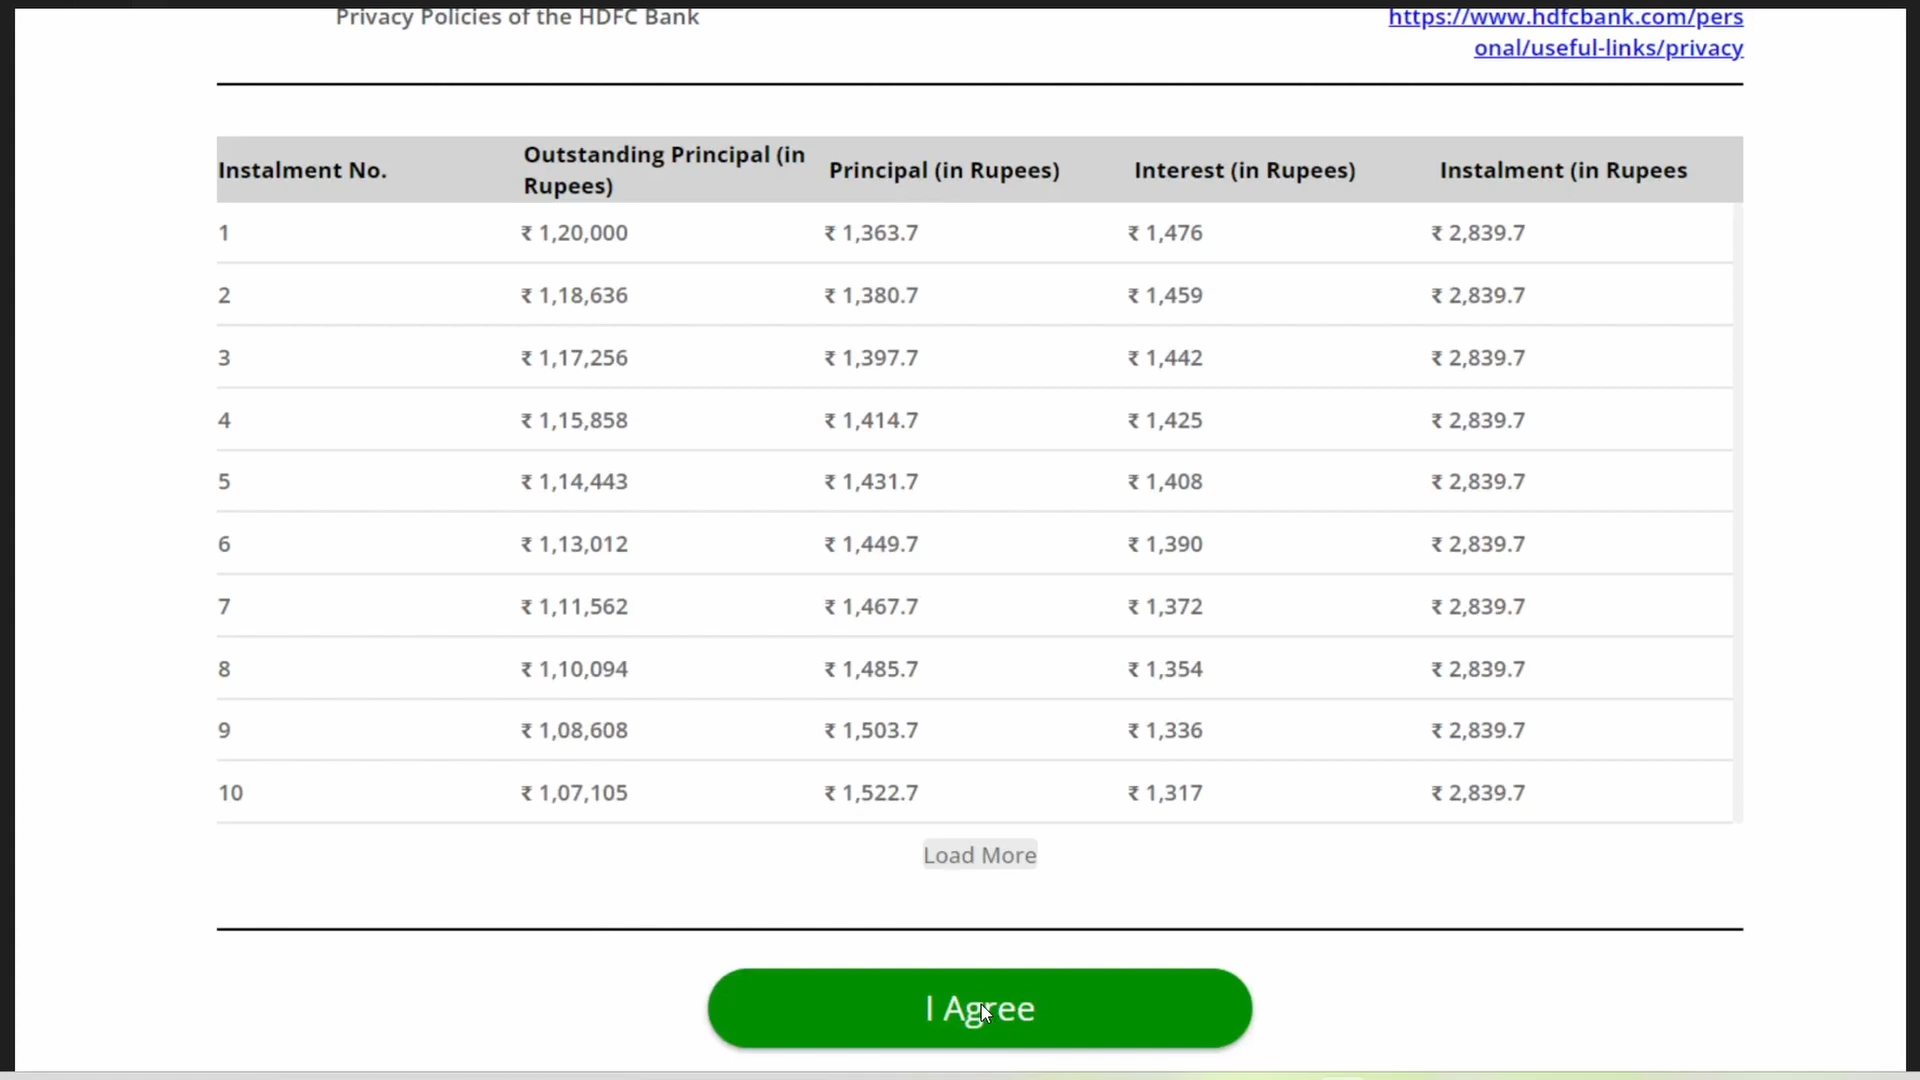 Privacy Policies of the HDFC Bank
https://www.hdfcbank.com/pers
onal/useful-links/privacy
Instalment No. Outstanding Principal (in Rupees) Principal (in Rupees) Interest (in Rupees) Instalment (in Rupees
1 ₹ 1,20,000 ₹ 1,363.7 ₹ 1,476 ₹ 2,839.7
2 ₹ 1,18,636 ₹ 1,380.7 ₹ 1,459 ₹ 2,839.7
3 ₹ 1,17,256 ₹ 1,397.7 ₹ 1,442 ₹ 2,839.7
4 ₹ 1,15,858 ₹ 1,414.7 ₹ 1,425 ₹ 2,839.7
5 ₹ 1,14,443 ₹ 1,431.7 ₹ 1,408 ₹ 2,839.7
6 ₹ 1,13,012 ₹ 1,449.7 ₹ 1,390 ₹ 2,839.7
7 ₹ 1,11,562 ₹ 1,467.7 ₹ 1,372 ₹ 2,839.7
8 ₹ 1,10,094 ₹ 1,485.7 ₹ 1,354 ₹ 2,839.7
9 ₹ 1,08,608 ₹ 1,503.7 ₹ 1,336 ₹ 2,839.7
10 ₹ 1,07,105 ₹ 1,522.7 ₹ 1,317 ₹ 2,839.7
Load More
I Agree